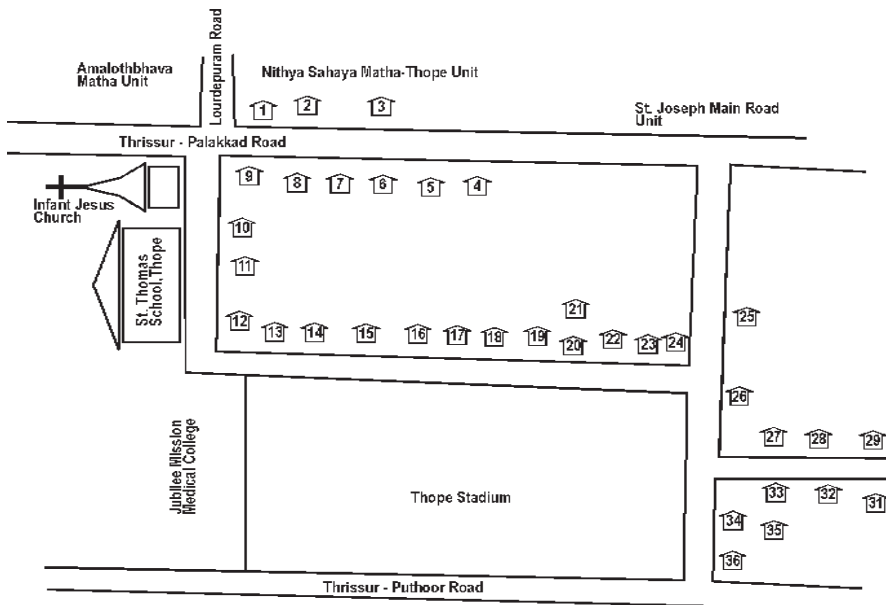 Amalothbhava
Matha Unit
Lourdepuram Road
Nithya Sahaya Matha-Thope Unit
St. Joseph Main Road
Unit
1
2
3
Thrissur - Palakkad Road
Infant Jesus
Church
9
8
7
6
5
4
10
11
St. Thomas
School,Thope
12
13
14
15
16
17
18
19
20
21
22
23
24
25
26
27
28
29
Jubilee Mission
Medical College
Thope Stadium
33
32
31
34
35
36
Thrissur - Puthoor Road